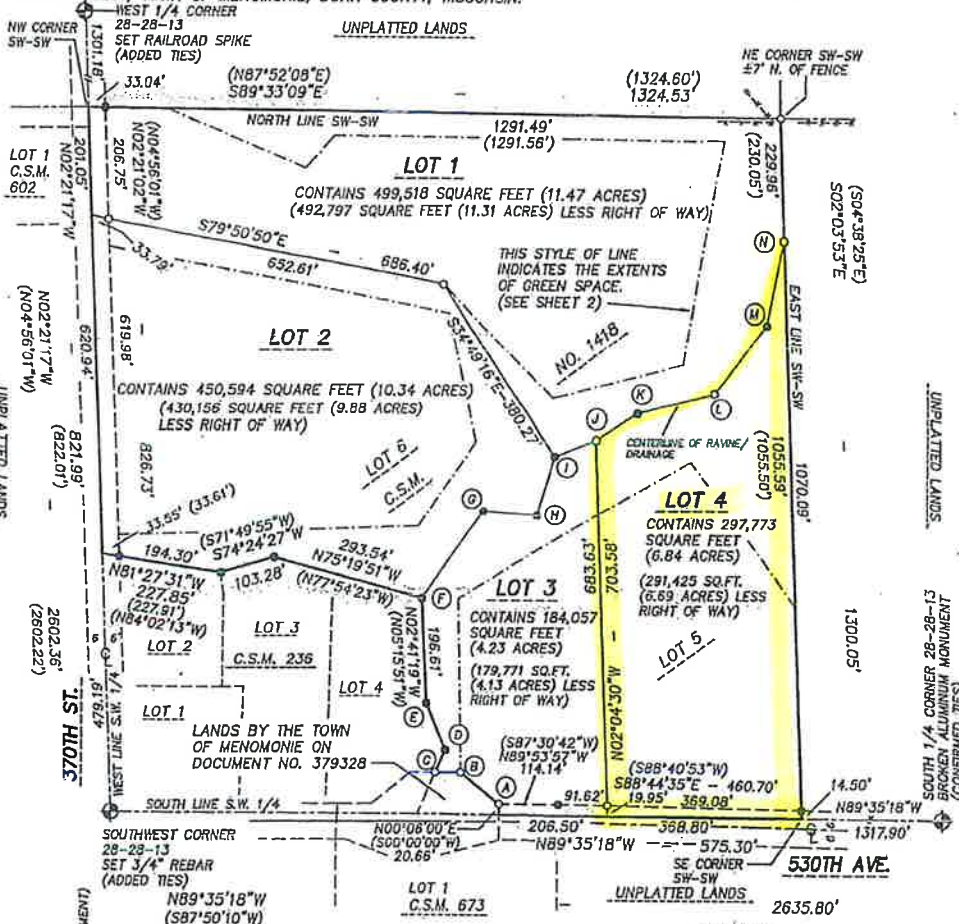 WEST 1/4 CORNER
28-28-13
SET RAILROAD SPIKE
(ADDED TIES)
NW CORNER
SW-SW
UNPLATTED LANDS
NE CORNER SW-SW
±7' N. OF FENCE
1301.18'
33.04'
(N87°52'08"E)
S89°33'09"E
(1324.60')
1324.53'
NORTH LINE SW-SW
1291.49'
(1291.56')
LOT 1
C.S.M.
602
201.05'
N02°21'17"W
206.75'
(N04°56'01"W)
N02°21'02"W
LOT 1
CONTAINS 499,518 SQUARE FEET (11.47 ACRES)
(492,797 SQUARE FEET (11.31 ACRES) LESS RIGHT OF WAY)
229.96'
(230.05')
(S04°38'25"E)
S02°03'53"E
S79°50'50"E
652.61'
686.40'
33.79'
THIS STYLE OF LINE
INDICATES THE EXTENTS
OF GREEN SPACE.
(SEE SHEET 2)
N
M
EAST LINE SW-SW
NO. 1418
LOT 2
CONTAINS 450,594 SQUARE FEET (10.34 ACRES)
(430,156 SQUARE FEET (9.88 ACRES)
LESS RIGHT OF WAY)
S34°49'16"E-380.27'
N02°21'17"W
(N04°56'01"W)
620.94'
619.98'
821.99'
(822.01')
826.73'
LOT 6
C.S.M.
I
J
K
L
H
G
F
CENTERLINE OF RAVINE/
DRAINAGE
1055.59'
(1055.50')
1070.09'
UNPLATTED LANDS
UNPLATTED LANDS
LOT 4
CONTAINS 297,773
SQUARE FEET
(6.84 ACRES)
(291,425 SQ.FT.
(6.69 ACRES) LESS
RIGHT OF WAY)
LOT 5
683.63'
703.58'
N02°04'30"W
33.55' (33.61')
194.30'
N81°27'31"W
227.85'
(227.91')
(N84°02'13"W)
(S71°49'55"W)
S74°24'27"W
103.28'
293.54'
N75°19'51"W
(N77°54'23"W)
LOT 3
CONTAINS 184,057
SQUARE FEET
(4.23 ACRES)
(179,771 SQ.FT.
(4.13 ACRES) LESS
RIGHT OF WAY)
196.61'
N02°41'19"W
(N05°15'51"W)
2602.36'
(2602.22')
6'
6'
LOT 2
LOT 3
C.S.M. 236
LOT 4
LOT 1
1300.05'
370TH ST.
479.19'
WEST LINE S.W. 1/4
LANDS BY THE TOWN
OF MENOMONIE ON
DOCUMENT NO. 379328
E
D
C
B
A
(S87°30'42"W)
N89°53'57"W
114.14'
(S88°40'53"W)
S88°44'35"E - 460.70'
91.62'
19.95'
369.08'
14.50'
N89°35'18"W
SOUTH LINE S.W. 1/4
SOUTH 1/4 CORNER 28-28-13
BROKEN ALUMINUM MONUMENT
(CONFIRMED TIES)
SOUTHWEST CORNER
28-28-13
SET 3/4" REBAR
(ADDED TIES)
N00°06'00"E
(S00°00'00"W)
20.66'
206.50'
368.80'
N89°35'18"W
575.30'
1317.90'
SE CORNER
SW-SW
530TH AVE.
N89°35'18"W
(S87°50'10"W)
LOT 1
C.S.M. 673
UNPLATTED LANDS
2635.80'